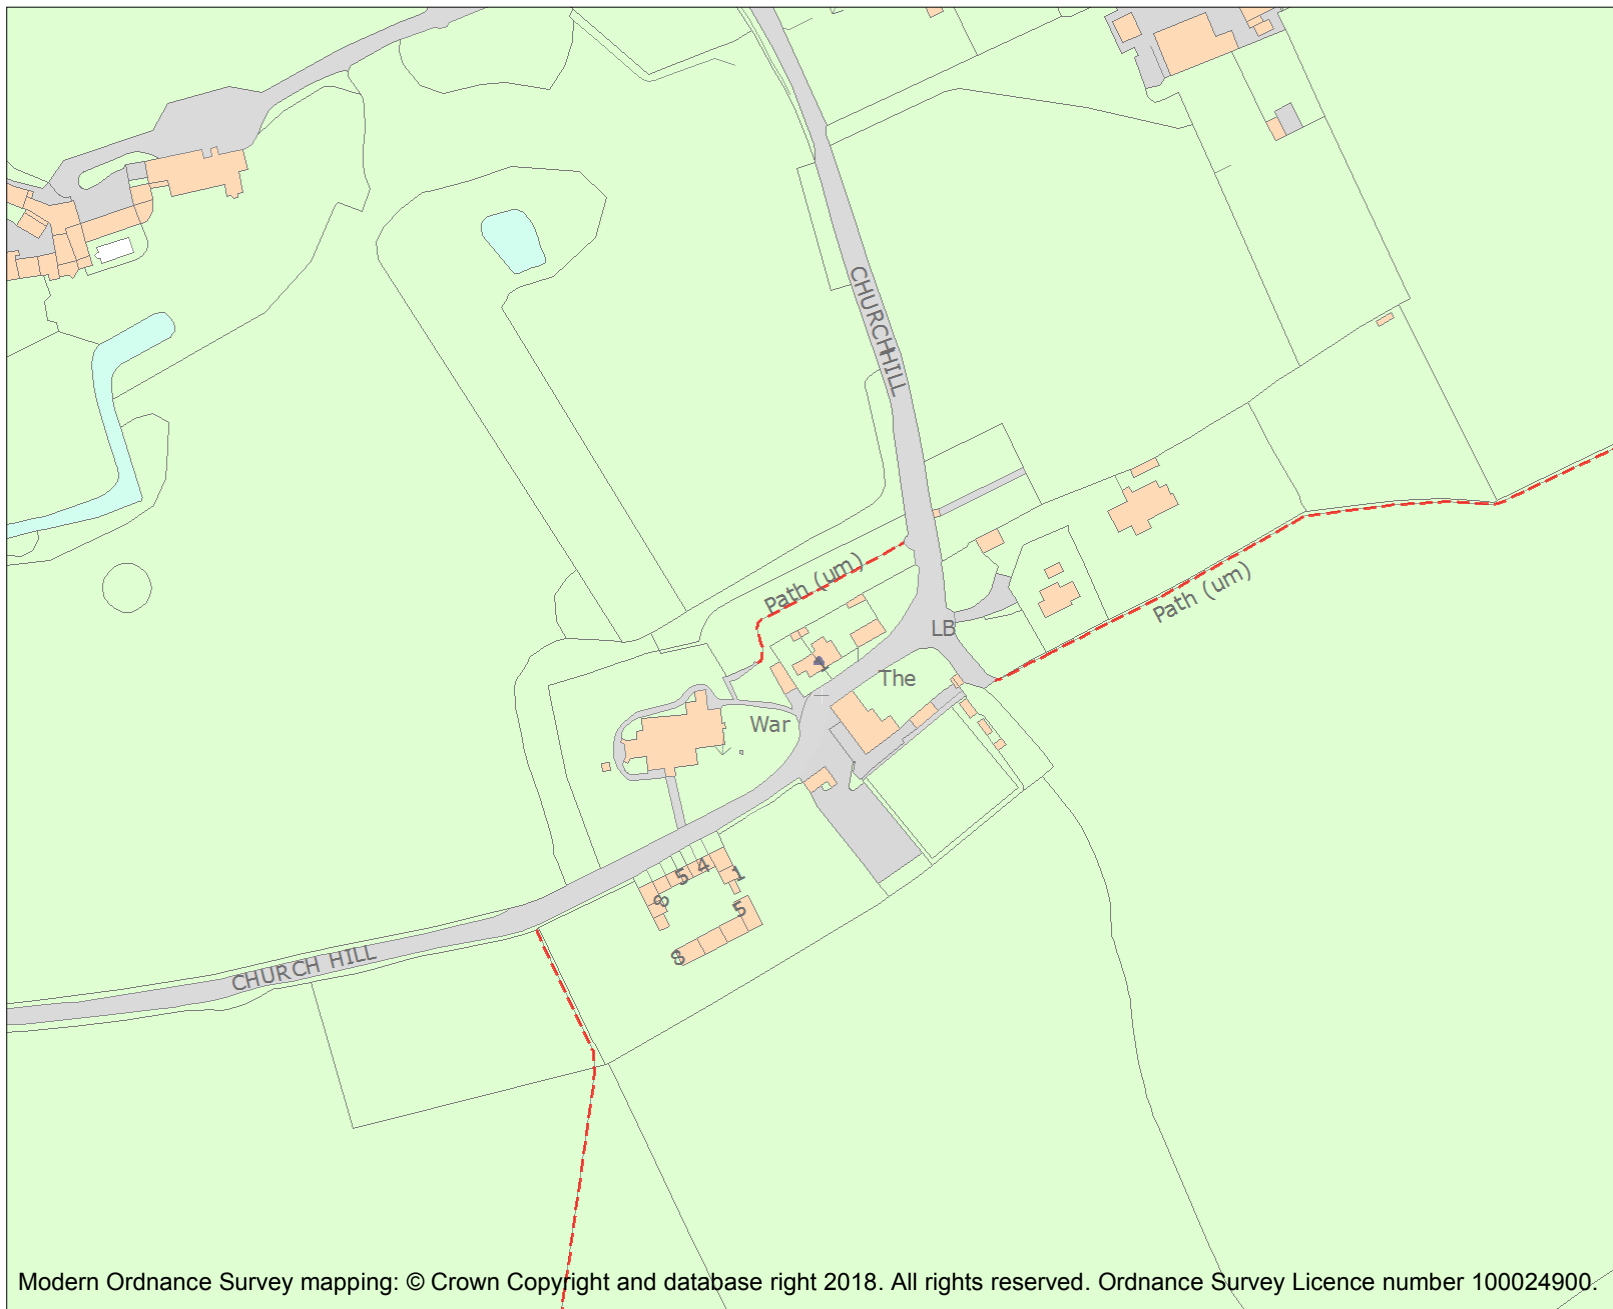 CHURCH HILL
Path (um)
Path (um)
LB
The
War
1
4
5
8
1
5
8
CHURCH HILL
Modern Ordnance Survey mapping: © Crown Copyright and database right 2018. All rights reserved. Ordnance Survey Licence number 100024900.